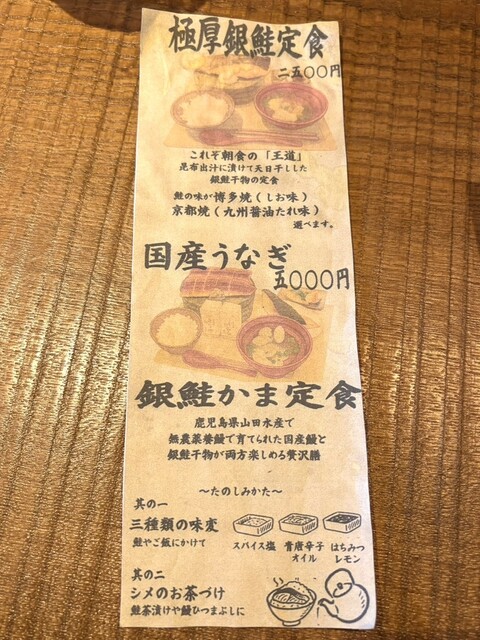 極厚銀鮭定食
二五〇〇円
これぞ朝食の「王道」
昆布出汁に漬けて天日干しした
銀鮭干物の定食
鮭の味が博多焼(しお味)
京都焼(九州醤油たれ味)
選べます。
国産うなぎ
五〇〇〇円
銀鮭かま定食
鹿児島県山田水産で
無農薬養鰻で育てられた国産鰻と
銀鮭干物が両方楽しめる贅沢膳
～たのしみかた～
其の一
三種類の味変
鮭やご飯にかけて
スパイス塩
青唐辛子オイル
はちみつレモン
其の二
シメのお茶づけ
鮭茶漬けや鰻ひつまぶしに